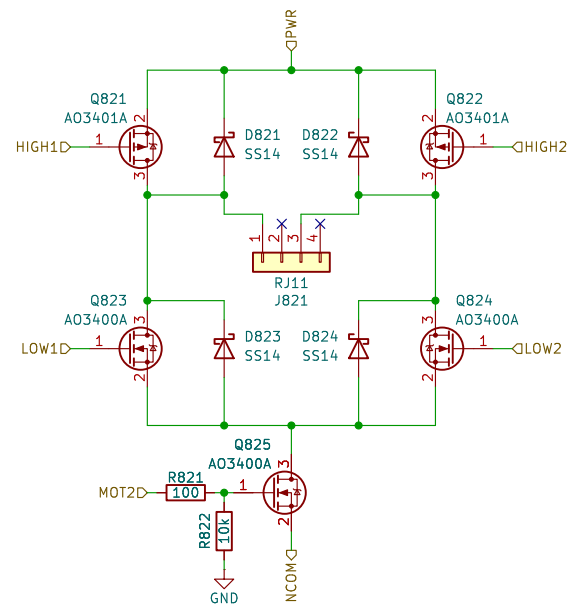 PWR
Q821
AO3401A
2
1
3
HIGH1
D821
SS14
D822
SS14
Q822
AO3401A
2
1
3
HIGH2
1
2
3
4
RJ11
J821
Q823
AO3400A
3
1
2
LOW1
D823
SS14
D824
SS14
Q824
AO3400A
3
1
2
LOW2
Q825
AO3400A
3
1
2
R821
100
MOT2
R822
10k
GND
NCOM